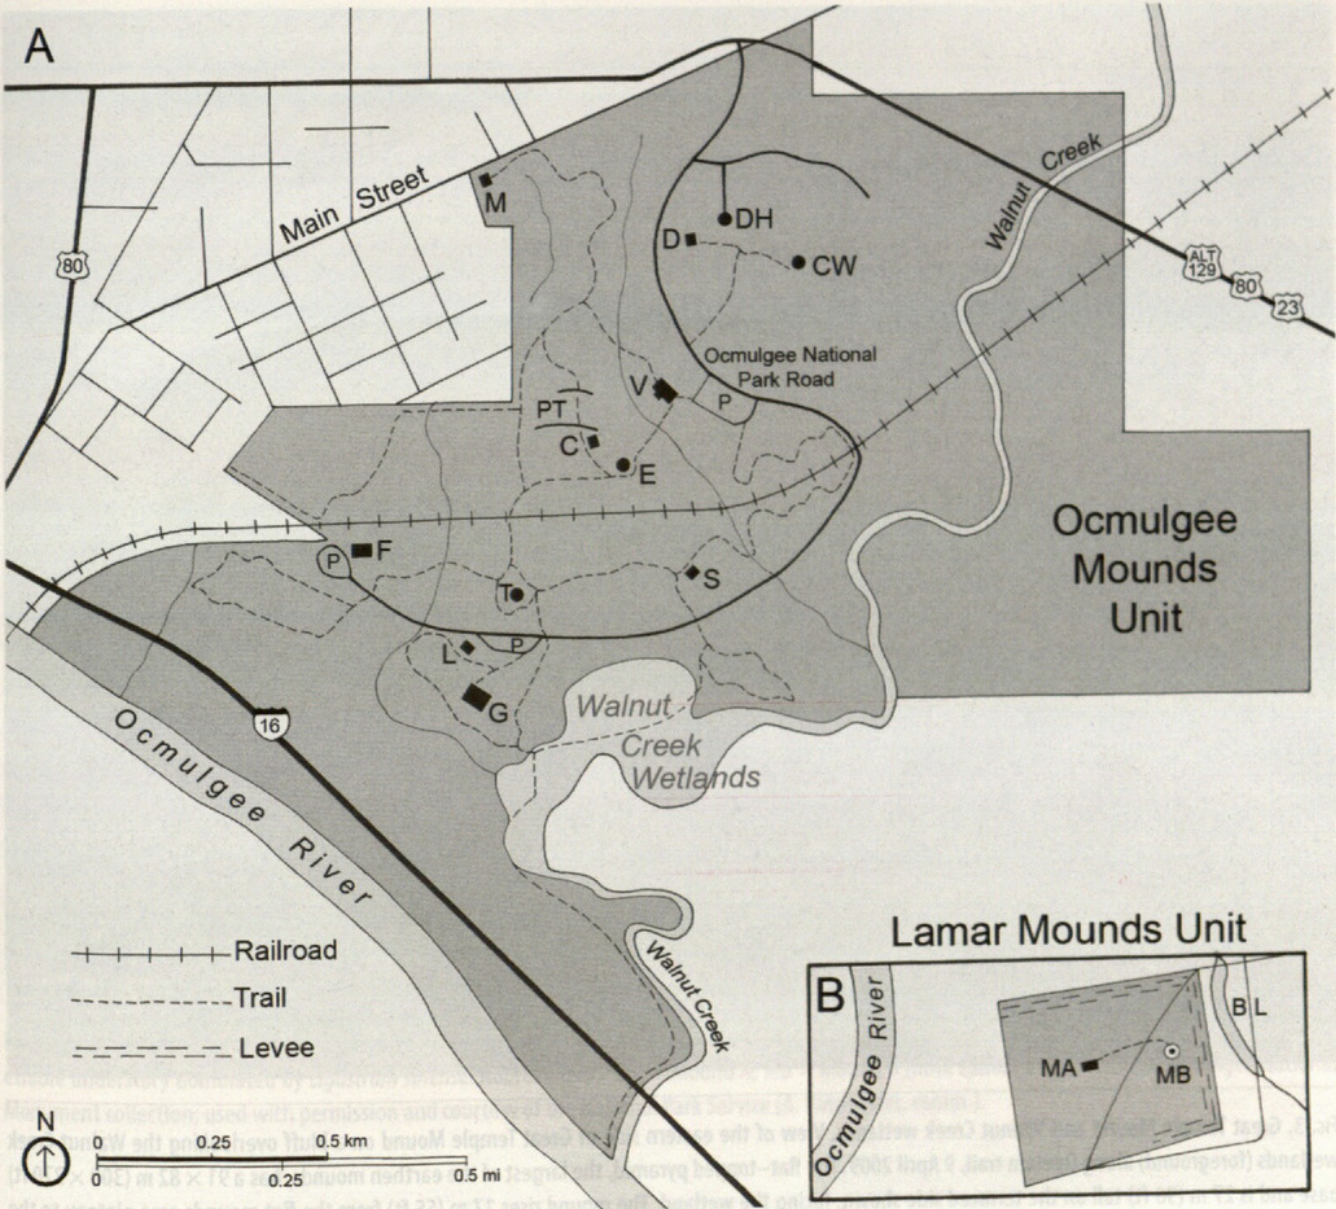 A
Walnut
Creek
M
Main Street
DH
D
CW
80
ALT
129
80
23
Ocmulgee National
Park Road
V
P
PT
C
E
Ocmulgee
Mounds
Unit
F
P
T
S
L
P
G
Walnut
Creek
Wetlands
16
Ocmulgee River
Walnut Creek
Lamar Mounds Unit
B
Ocmulgee River
BL
MA
MB
Railroad
Trail
Levee
N
0 0.25 0.5 km
0 0.25 0.5 mi